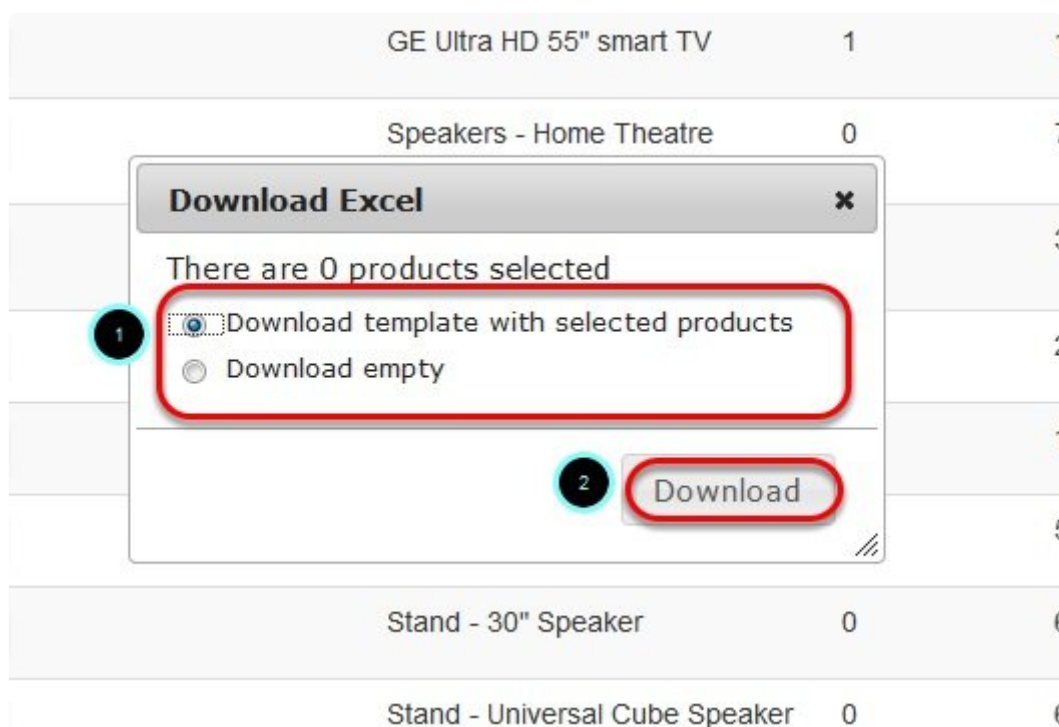 GE Ultra HD 55" smart TV 1
Speakers - Home Theatre 0
Download Excel
There are 0 products selected
1
Download template with selected products
Download empty
2
Download
Stand - 30" Speaker 0
Stand - Universal Cube Speaker 0